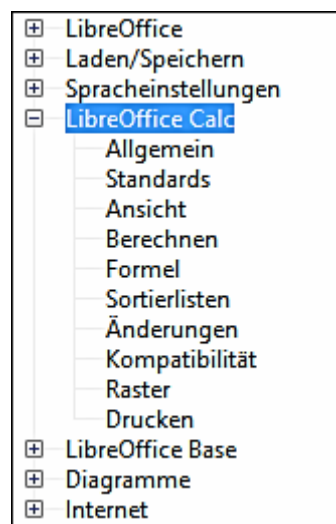 LibreOffice
Laden/Speichern
Spracheinstellungen
LibreOffice Calc
Allgemein
Standards
Ansicht
Berechnen
Formel
Sortierlisten
Änderungen
Kompatibilität
Raster
Drucken
LibreOffice Base
Diagramme
Internet